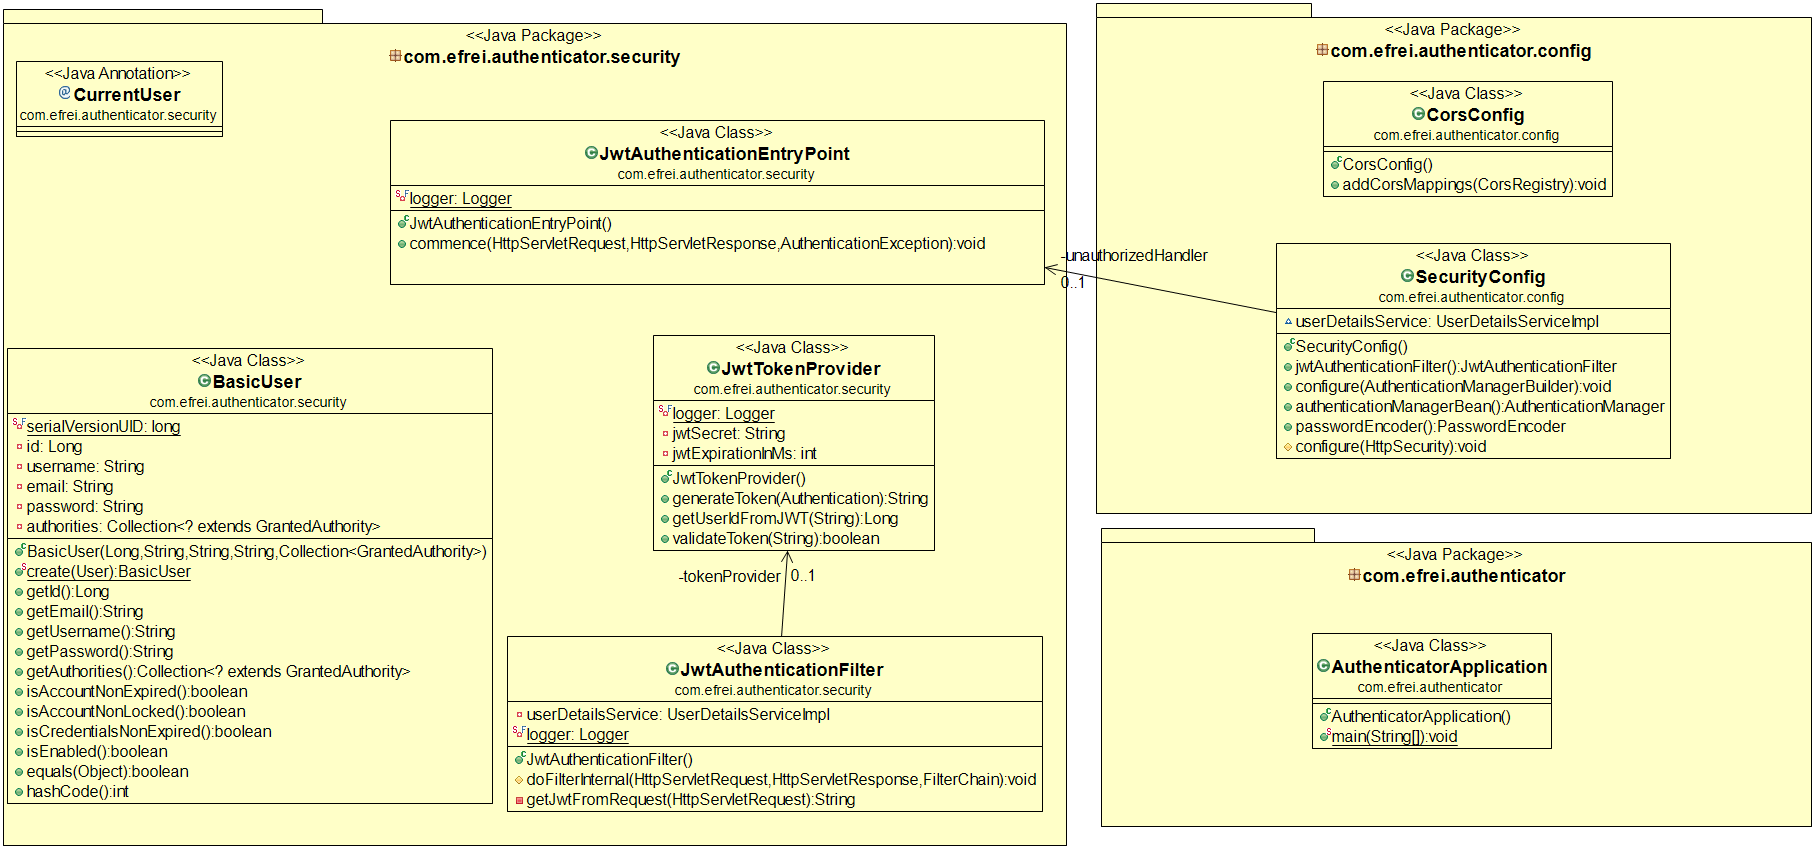 <<Java Package>>
com.efrei.authenticator.security
<<Java Annotation>>
CurrentUser
com.efrei.authenticator.security
<<Java Class>>
JwtAuthenticationEntryPoint
com.efrei.authenticator.security
logger: Logger
JwtAuthenticationEntryPoint()
commence(HttpServletRequest,HttpServletResponse,AuthenticationException):void
<<Java Class>>
BasicUser
com.efrei.authenticator.security
serialVersionUID: long
id: Long
username: String
email: String
password: String
authorities: Collection<? extends GrantedAuthority>
BasicUser(Long,String,String,String,Collection<GrantedAuthority>)
create(User):BasicUser
getId():Long
getEmail():String
getUsername():String
getPassword():String
getAuthorities():Collection<? extends GrantedAuthority>
isAccountNonExpired():boolean
isAccountNonLocked():boolean
isCredentialsNonExpired():boolean
isEnabled():boolean
equals(Object):boolean
hashCode():int
<<Java Class>>
JwtTokenProvider
com.efrei.authenticator.security
logger: Logger
jwtSecret: String
jwtExpirationInMs: int
JwtTokenProvider()
generateToken(Authentication):String
getUserIdFromJWT(String):Long
validateToken(String):boolean
-tokenProvider 0..1
<<Java Class>>
JwtAuthenticationFilter
com.efrei.authenticator.security
userDetailsService: UserDetailsServiceImpl
logger: Logger
JwtAuthenticationFilter()
doFilterInternal(HttpServletRequest,HttpServletResponse,FilterChain):void
getJwtFromRequest(HttpServletRequest):String
<<Java Package>>
com.efrei.authenticator.config
<<Java Class>>
CorsConfig
com.efrei.authenticator.config
CorsConfig()
addCorsMappings(CorsRegistry):void
-unauthorizedHandler
0..1
<<Java Class>>
SecurityConfig
com.efrei.authenticator.config
userDetailsService: UserDetailsServiceImpl
SecurityConfig()
jwtAuthenticationFilter():JwtAuthenticationFilter
configure(AuthenticationManagerBuilder):void
authenticationManagerBean():AuthenticationManager
passwordEncoder():PasswordEncoder
configure(HttpSecurity):void
<<Java Package>>
com.efrei.authenticator
<<Java Class>>
AuthenticatorApplication
com.efrei.authenticator
AuthenticatorApplication()
main(String[]):void